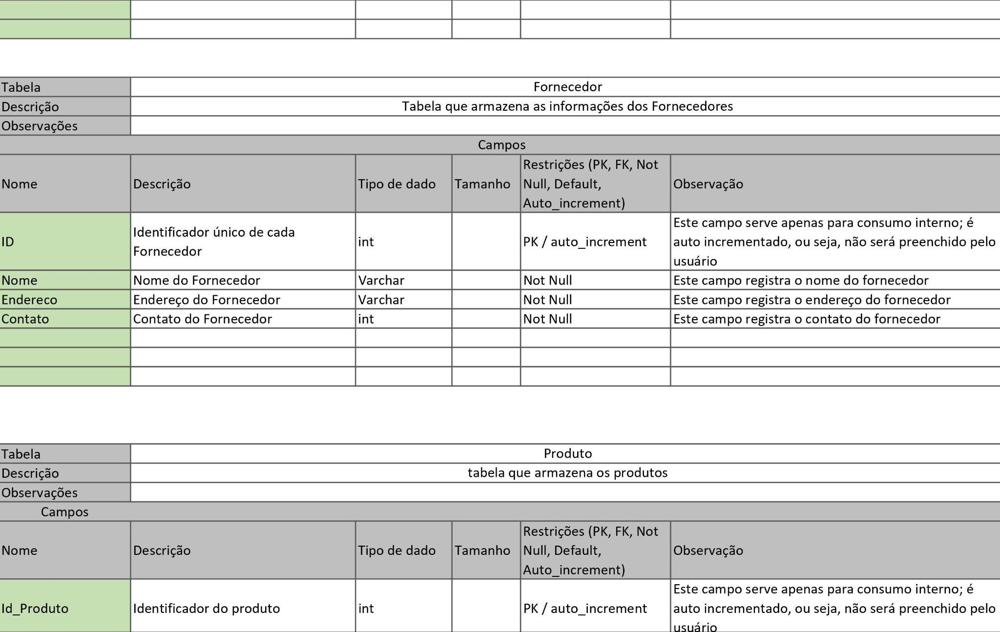 Tabela
Fornecedor
Descrição
Tabela que armazena as informações dos Fornecedores
Observações
Campos
Nome
Descrição
Tipo de dado
Tamanho
Restrições (PK, FK, Not
Null, Default,
Auto_increment)
Observação
ID
Identificador único de cada
Fornecedor
int
PK / auto_increment
Este campo serve apenas para consumo interno; é
auto incrementado, ou seja, não será preenchido pelo
usuário
Nome
Nome do Fornecedor
Varchar
Not Null
Este campo registra o nome do fornecedor
Endereco
Endereço do Fornecedor
Varchar
Not Null
Este campo registra o endereço do fornecedor
Contato
Contato do Fornecedor
int
Not Null
Este campo registra o contato do fornecedor
Tabela
Produto
Descrição
tabela que armazena os produtos
Observações
Campos
Nome
Descrição
Tipo de dado
Tamanho
Restrições (PK, FK, Not
Null, Default,
Auto_increment)
Observação
Id_Produto
Identificador do produto
int
PK / auto_increment
Este campo serve apenas para consumo interno; é
auto incrementado, ou seja, não será preenchido pelo
usuário